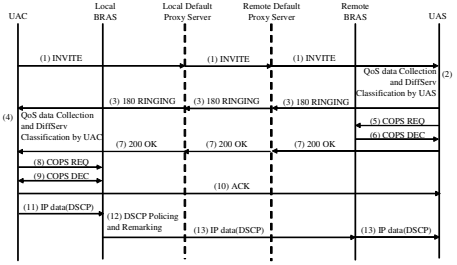 UAC
Local
BRAS
Local Default
Proxy Server
Remote Default
Proxy Server
Remote
BRAS
UAS
(1) INVITE
(1) INVITE
(1) INVITE
QoS data Collection
and DiffServ
Classification by UAS
(2)
(3) 180 RINGING
(3) 180 RINGING
(3) 180 RINGING
(4)
QoS data Collection
and DiffServ
Classification by UAC
(5) COPS REQ
(6) COPS DEC
(7) 200 OK
(7) 200 OK
(7) 200 OK
(8) COPS REQ
(9) COPS DEC
(10) ACK
(11) IP data(DSCP)
(12) DSCP Policing
and Remarking
(13) IP data(DSCP)
(13) IP data(DSCP)